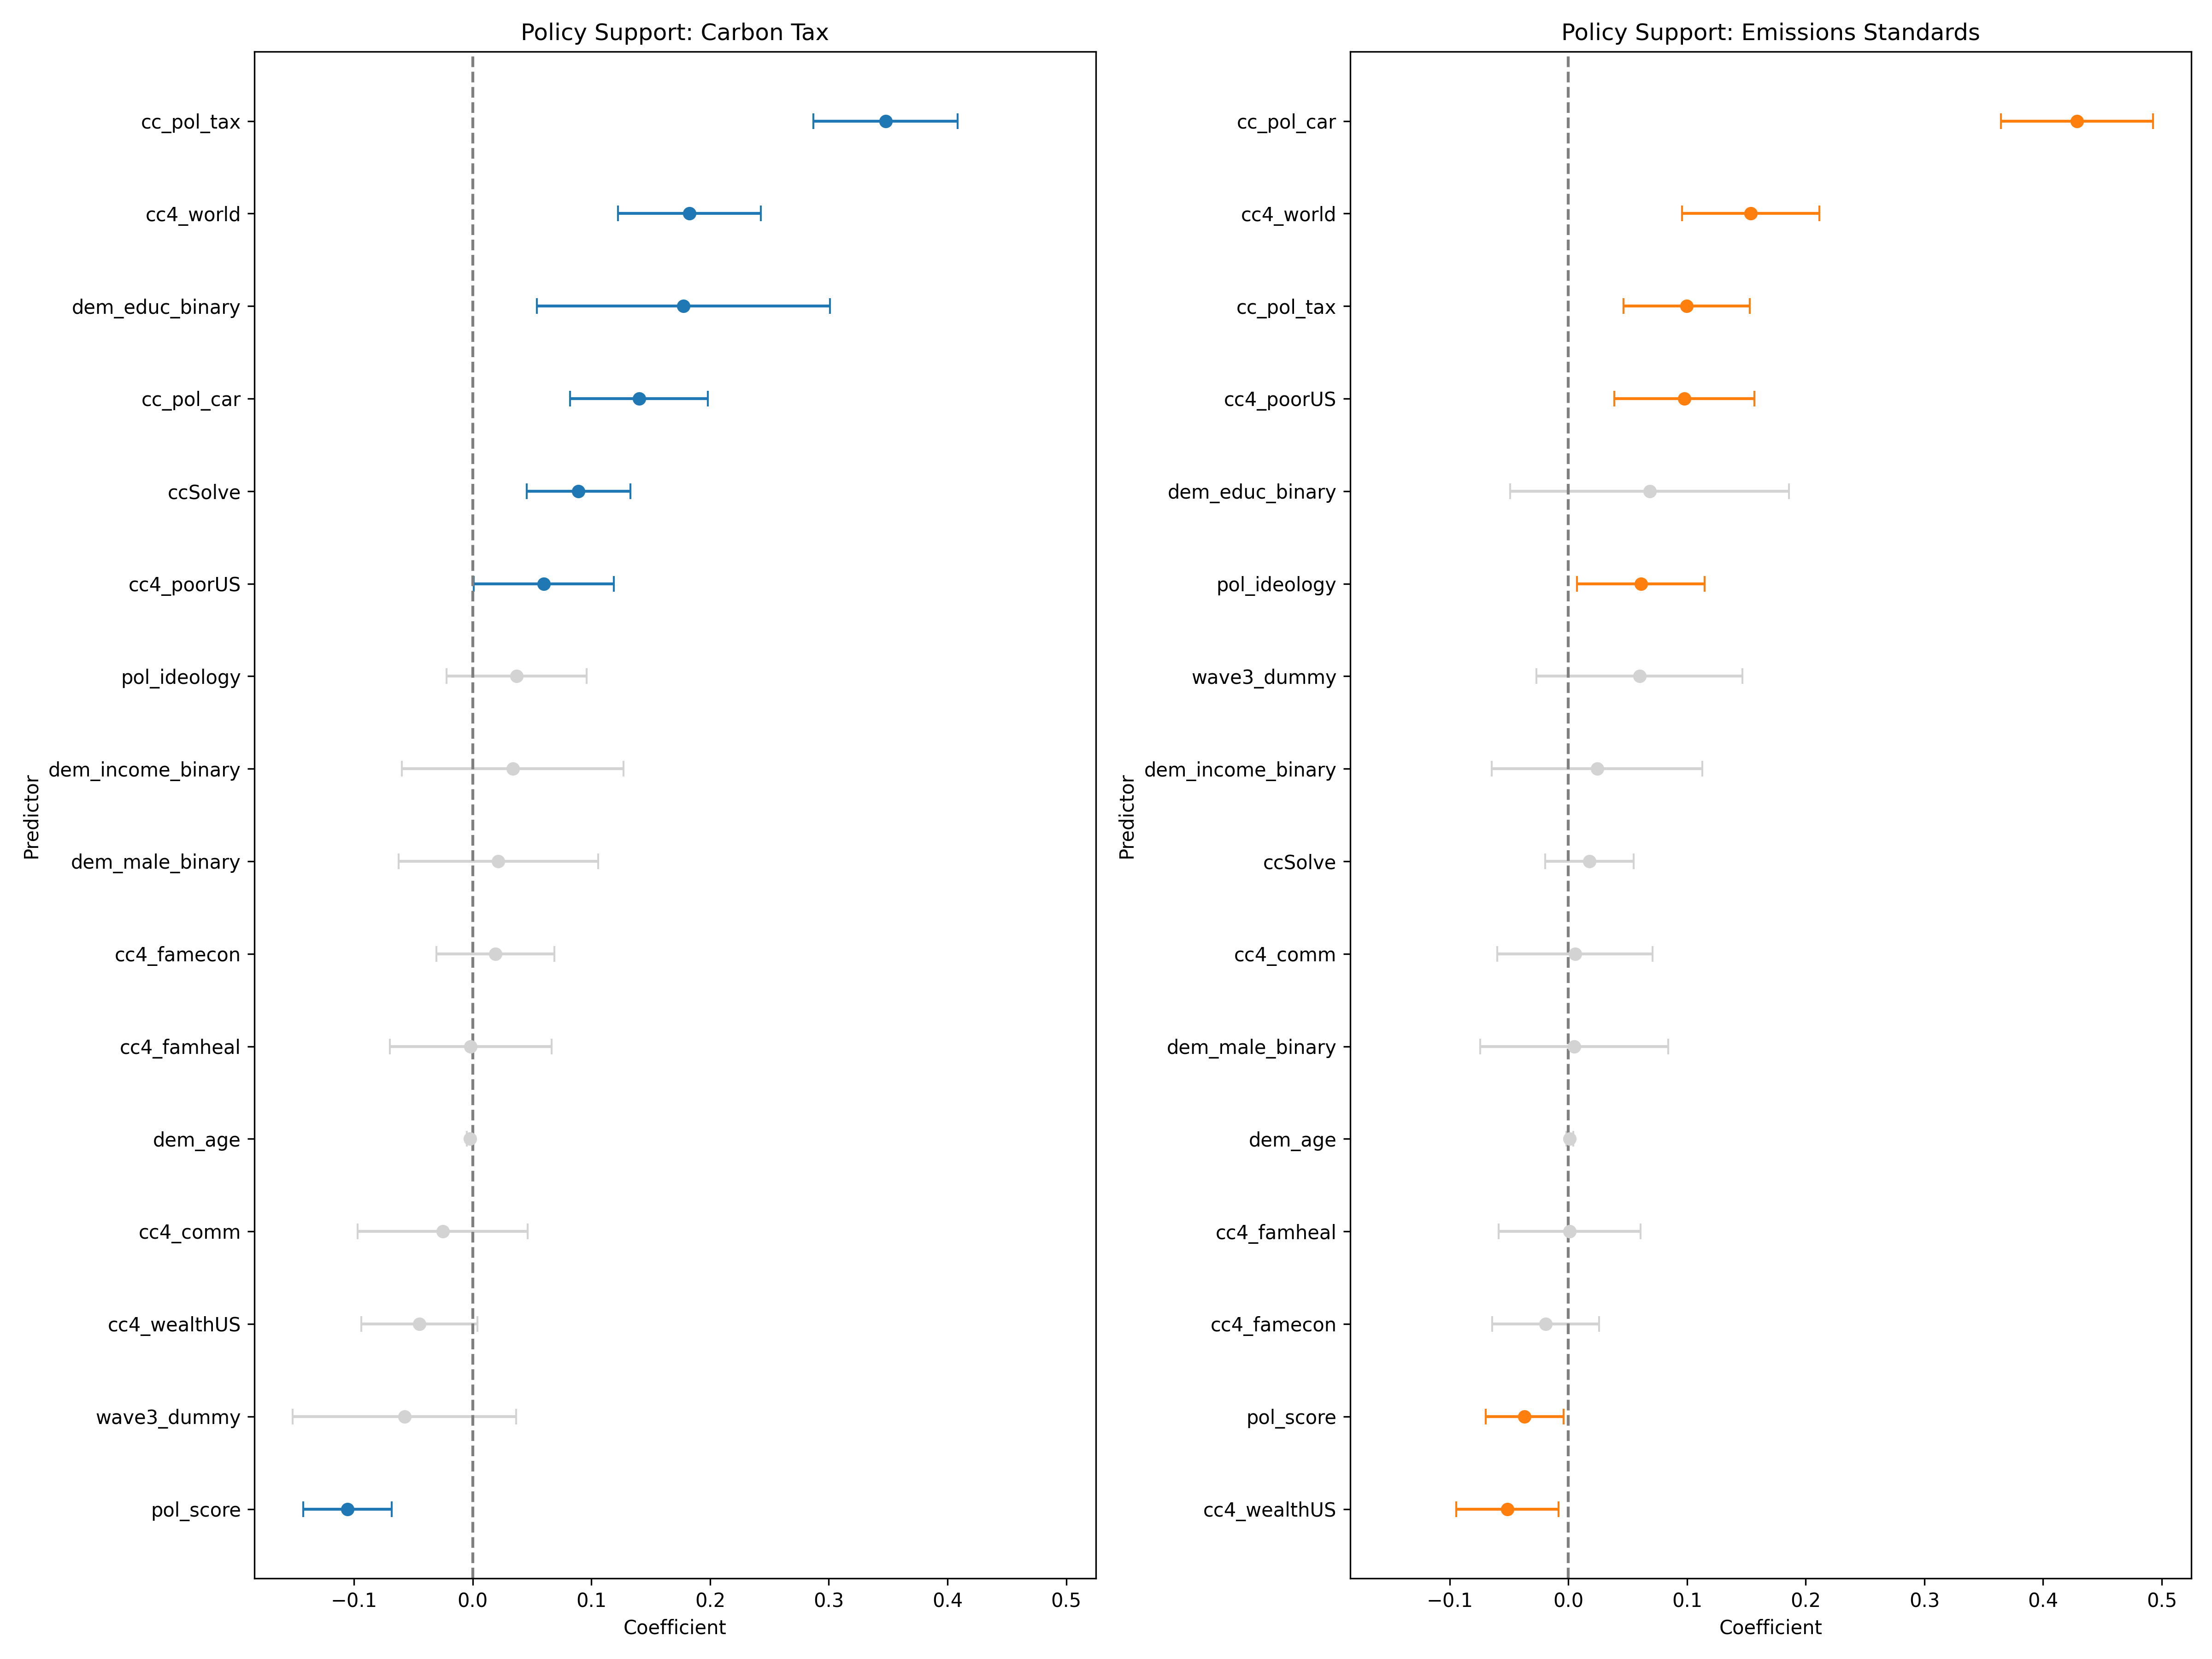 Policy Support: Carbon Tax
Predictor
cc_pol_tax
cc4_world
dem_educ_binary
cc_pol_car
ccSolve
cc4_poorUS
pol_ideology
dem_income_binary
dem_male_binary
cc4_famecon
cc4_famheal
dem_age
cc4_comm
cc4_wealthUS
wave3_dummy
pol_score
−0.1 0.0 0.1 0.2 0.3 0.4 0.5
Coefficient
Policy Support: Emissions Standards
Predictor
cc_pol_car
cc4_world
cc_pol_tax
cc4_poorUS
dem_educ_binary
pol_ideology
wave3_dummy
dem_income_binary
ccSolve
cc4_comm
dem_male_binary
dem_age
cc4_famheal
cc4_famecon
pol_score
cc4_wealthUS
−0.1 0.0 0.1 0.2 0.3 0.4 0.5
Coefficient